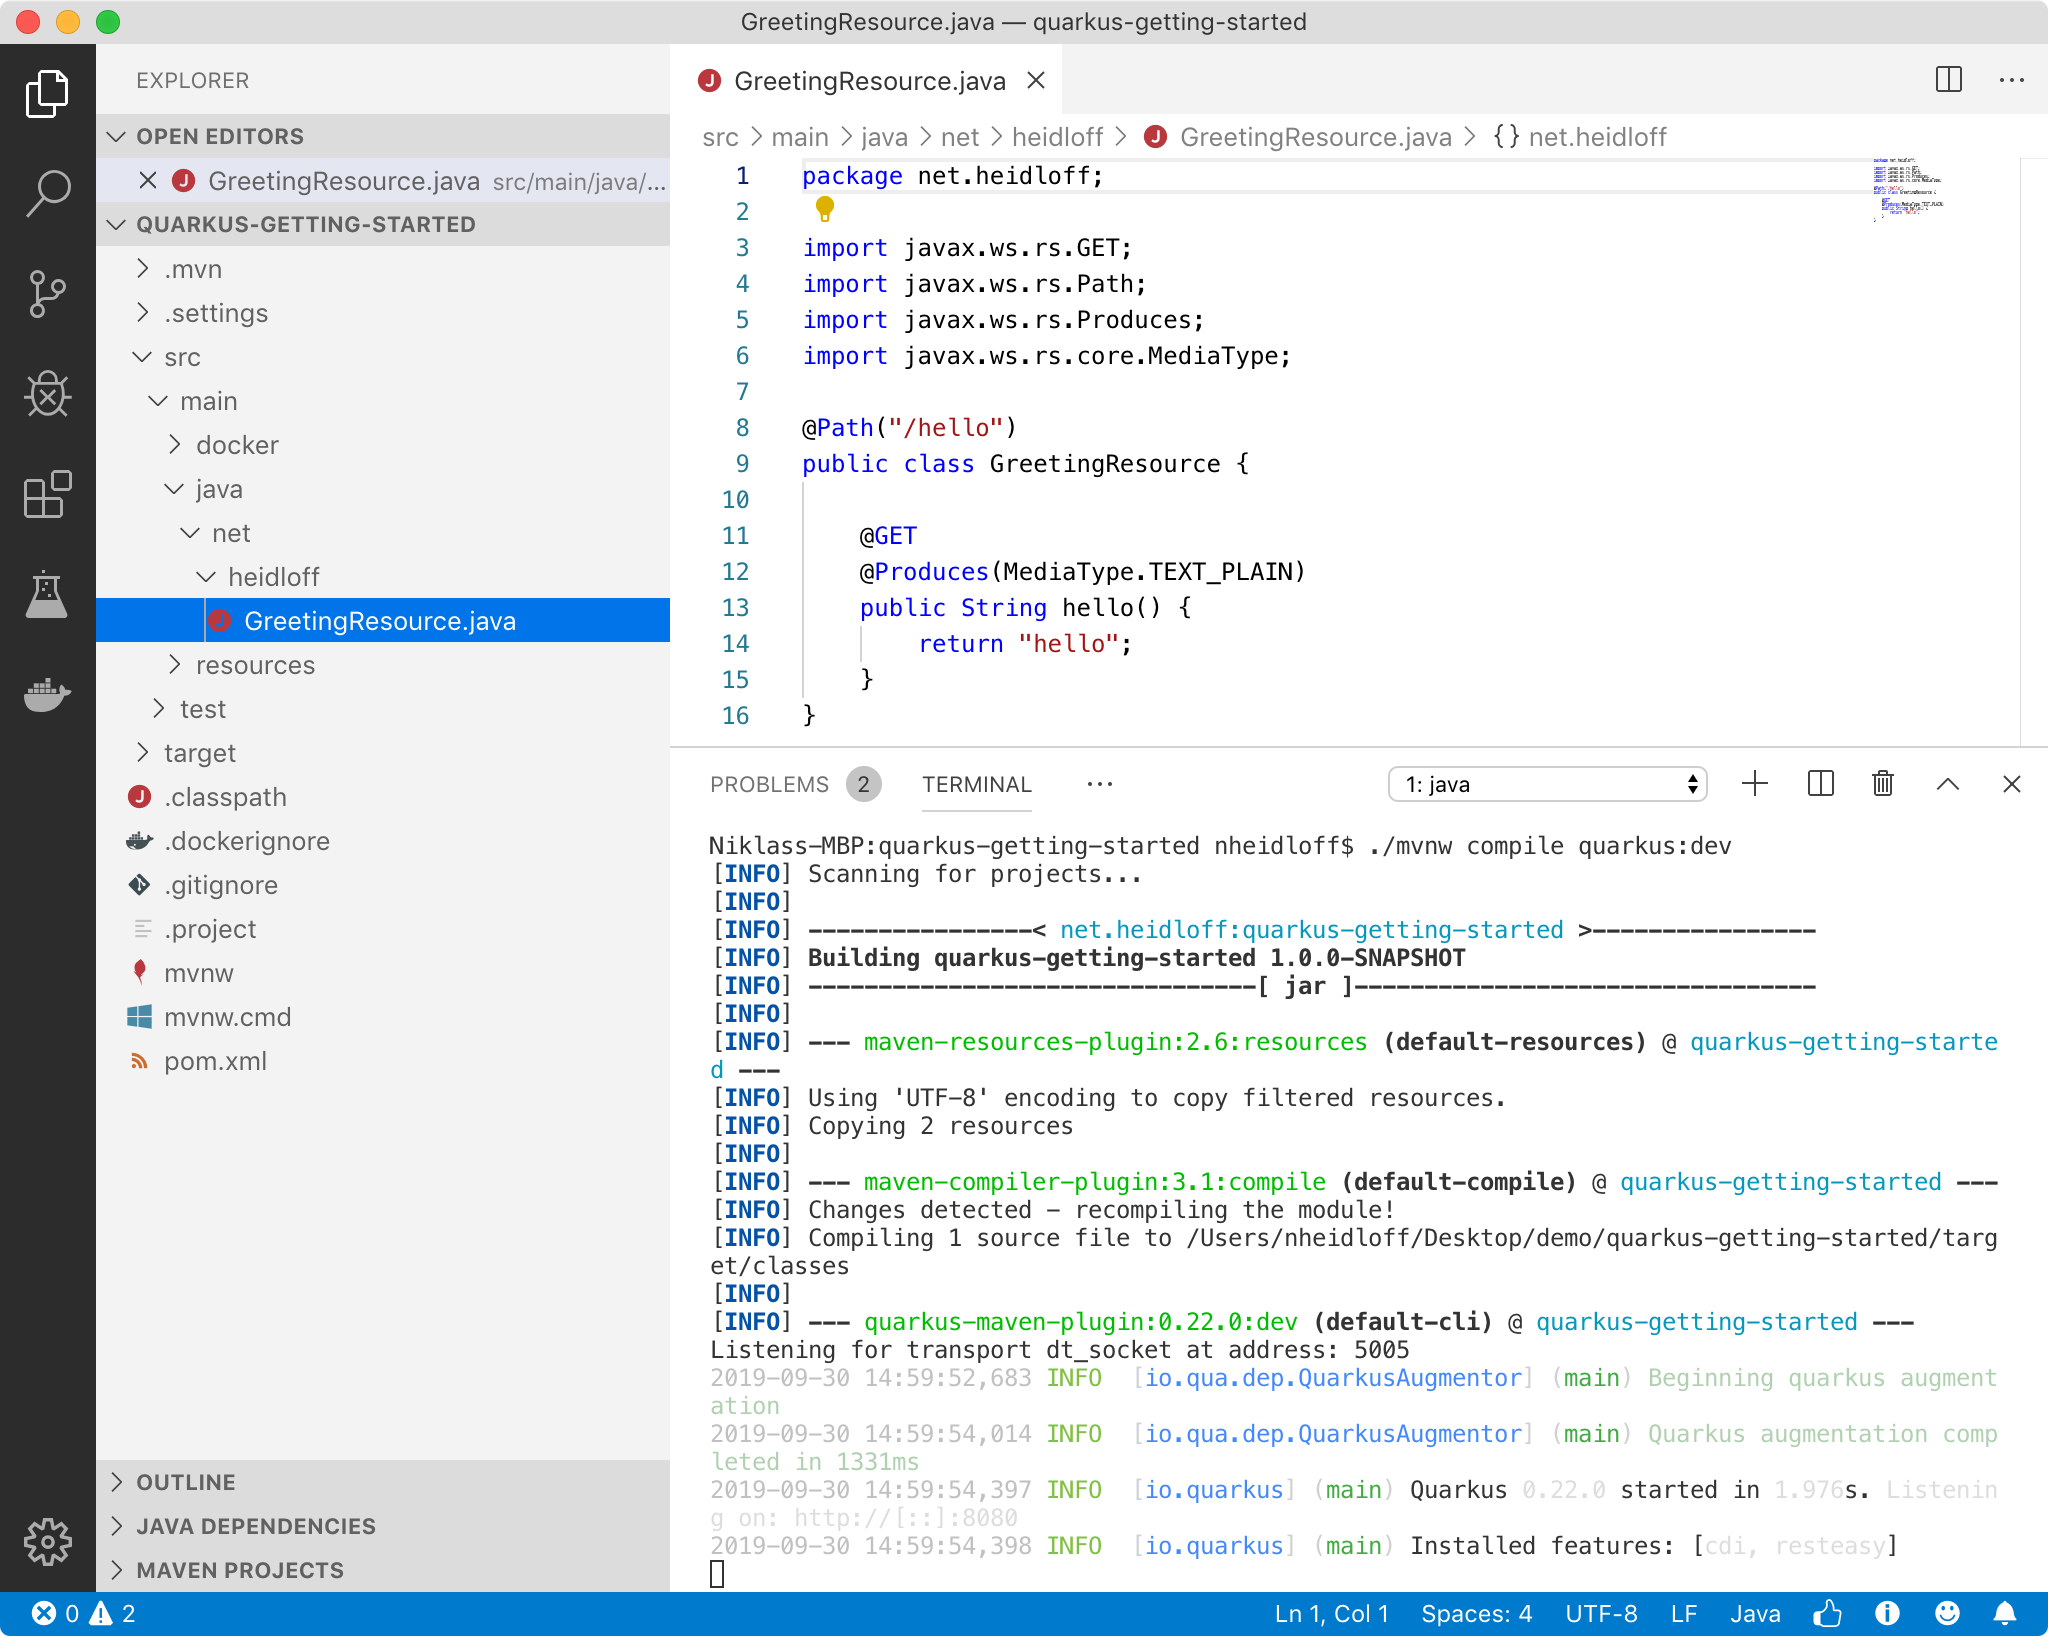 GreetingResource.java — quarkus-getting-started
EXPLORER
OPEN EDITORS
GreetingResource.java src/main/java/...
QUARKUS-GETTING-STARTED
.mvn
.settings
src
main
docker
java
net
heidloff
GreetingResource.java
resources
test
target
.classpath
.dockerignore
.gitignore
.project
mvnw
mvnw.cmd
pom.xml
OUTLINE
JAVA DEPENDENCIES
MAVEN PROJECTS
GreetingResource.java
src > main > java > net > heidloff > GreetingResource.java > {} net.heidloff
1 package net.heidloff;
2
3 import javax.ws.rs.GET;
4 import javax.ws.rs.Path;
5 import javax.ws.rs.Produces;
6 import javax.ws.rs.core.MediaType;
7
8 @Path("/hello")
9 public class GreetingResource {
10
11 @GET
12 @Produces(MediaType.TEXT_PLAIN)
13 public String hello() {
14 return "hello";
15 }
16 }
PROBLEMS 2 TERMINAL ... 1: java
Niklass-MBP:quarkus-getting-started nheidloff$ ./mvnw compile quarkus:dev
[INFO] Scanning for projects...
[INFO]
[INFO] ----------------< net.heidloff:quarkus-getting-started >----------------
[INFO] Building quarkus-getting-started 1.0.0-SNAPSHOT
[INFO] --------------------------------[ jar ]---------------------------------
[INFO]
[INFO] --- maven-resources-plugin:2.6:resources (default-resources) @ quarkus-getting-starte
d ---
[INFO] Using 'UTF-8' encoding to copy filtered resources.
[INFO] Copying 2 resources
[INFO]
[INFO] --- maven-compiler-plugin:3.1:compile (default-compile) @ quarkus-getting-started ---
[INFO] Changes detected - recompiling the module!
[INFO] Compiling 1 source file to /Users/nheidloff/Desktop/demo/quarkus-getting-started/targ
et/classes
[INFO]
[INFO] --- quarkus-maven-plugin:0.22.0:dev (default-cli) @ quarkus-getting-started ---
Listening for transport dt_socket at address: 5005
2019-09-30 14:59:52,683 INFO [io.qua.dep.QuarkusAugmentor] (main) Beginning quarkus augment
ation
2019-09-30 14:59:54,014 INFO [io.qua.dep.QuarkusAugmentor] (main) Quarkus augmentation comp
leted in 1331ms
2019-09-30 14:59:54,397 INFO [io.quarkus] (main) Quarkus 0.22.0 started in 1.976s. Listenin
g on: http://[::]:8080
2019-09-30 14:59:54,398 INFO [io.quarkus] (main) Installed features: [cdi, resteasy]
0 2 Ln 1, Col 1 Spaces: 4 UTF-8 LF Java